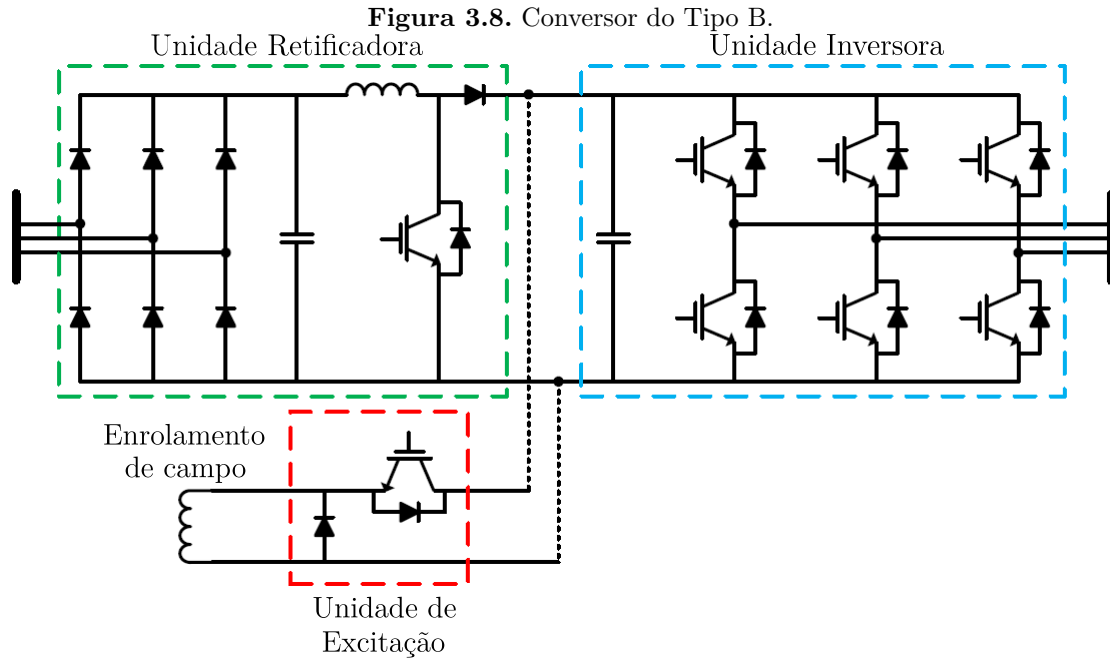 Figura 3.8. Conversor do Tipo B.
Unidade Retificadora
Unidade Inversora
Enrolamento
de campo
Unidade de
Excitação